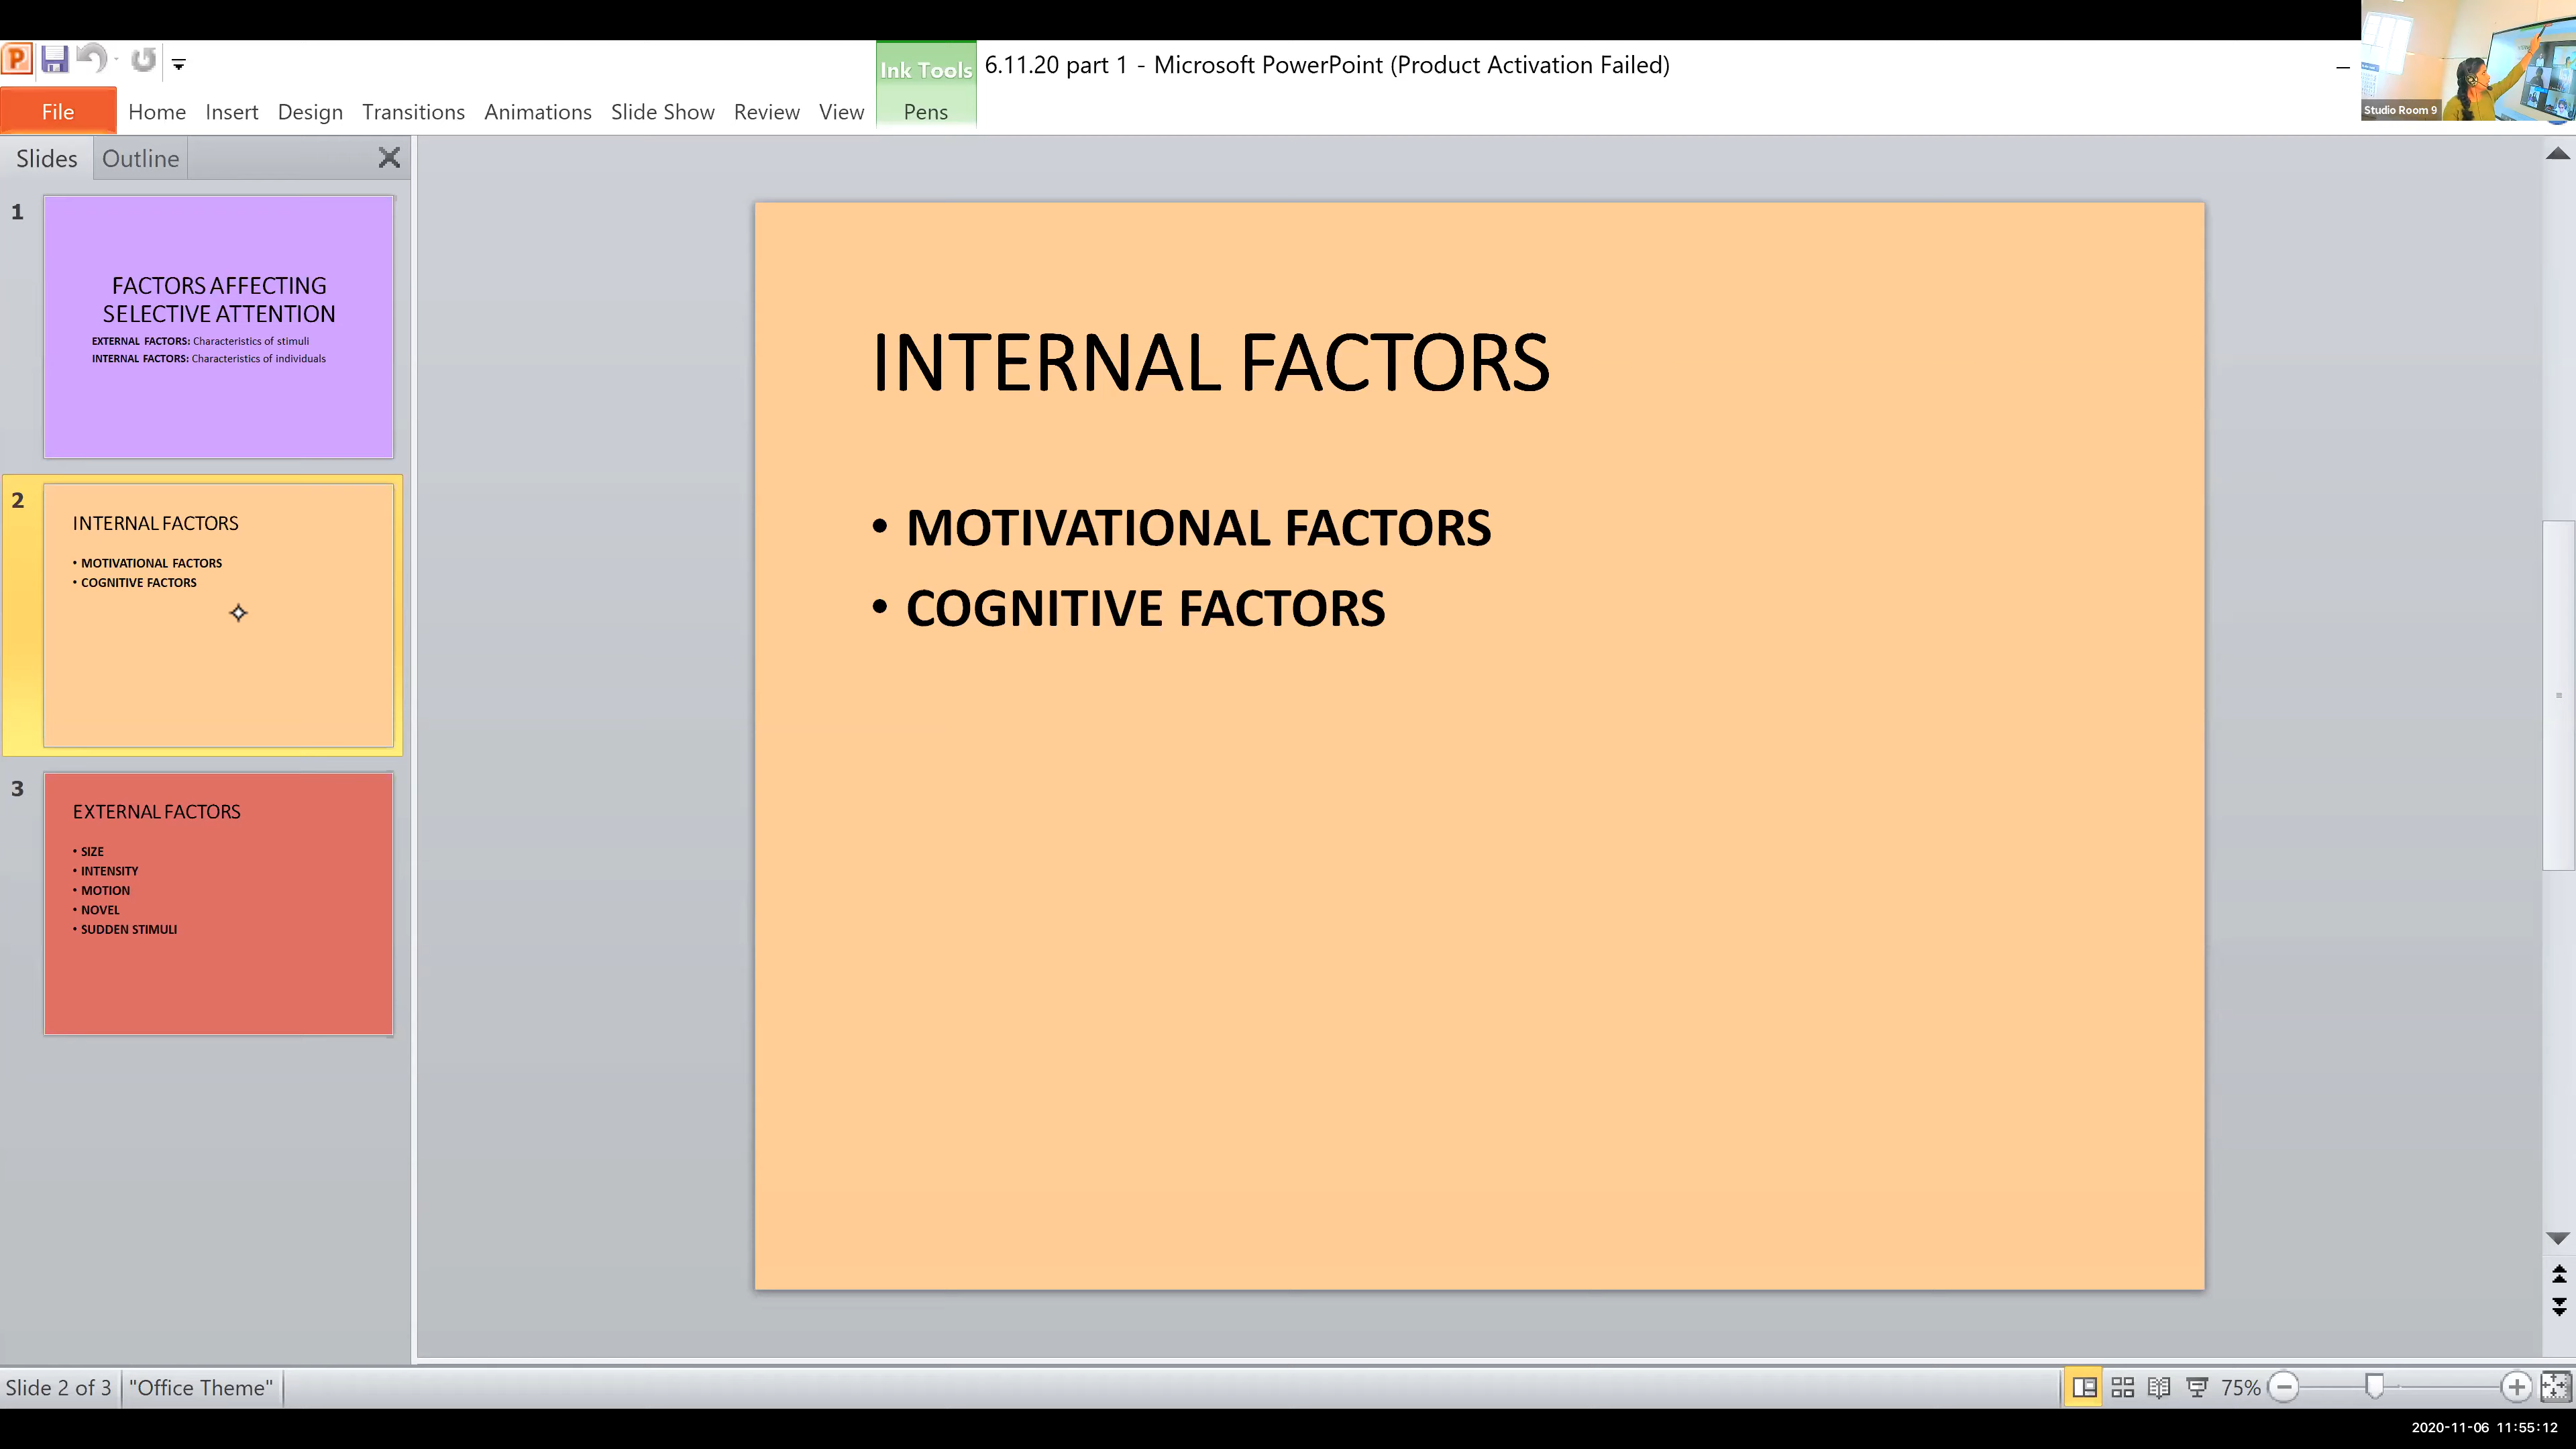 Ink Tools
6.11.20 part 1 - Microsoft PowerPoint (Product Activation Failed)
Studio Room 9
File Home Insert Design Transitions Animations Slide Show Review View Pens
Slides Outline
1
FACTORS AFFECTING
SELECTIVE ATTENTION
EXTERNAL FACTORS: Characteristics of stimuli
INTERNAL FACTORS: Characteristics of individuals
2
INTERNAL FACTORS
• MOTIVATIONAL FACTORS
• COGNITIVE FACTORS
3
EXTERNAL FACTORS
• SIZE
• INTENSITY
• MOTION
• NOVEL
• SUDDEN STIMULI
INTERNAL FACTORS
• MOTIVATIONAL FACTORS
• COGNITIVE FACTORS
Slide 2 of 3 "Office Theme" 75%
2020-11-06 11:55:12